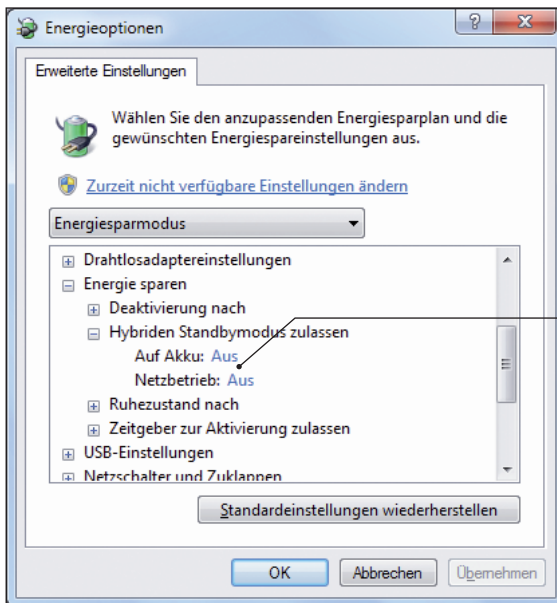 Energieoptionen
Erweiterte Einstellungen
Wählen Sie den anzupassenden Energiesparplan und die
gewünschten Energiespareinstellungen aus.
Zurzeit nicht verfügbare Einstellungen ändern
Energiesparmodus
Drahtlosadaptereinstellungen
Energie sparen
Deaktivierung nach
Hybriden Standbymodus zulassen
Auf Akku: Aus
Netzbetrieb: Aus
Ruhezustand nach
Zeitgeber zur Aktivierung zulassen
USB-Einstellungen
Netzschalter und Zuklappen
Standardeinstellungen wiederherstellen
OK Abbrechen Übernehmen